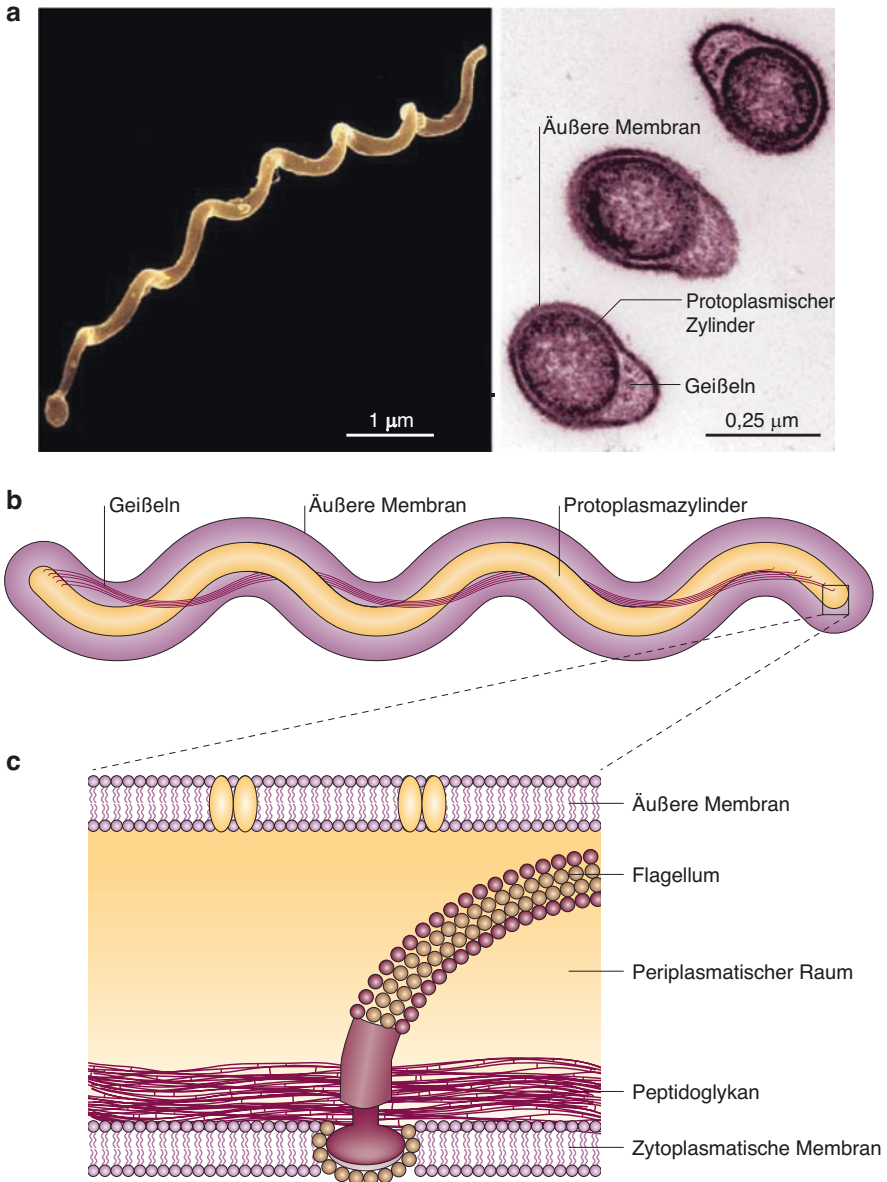 a
Äußere Membran
Protoplasmischer
Zylinder
Geißeln
1 μm
0,25 μm
b
Geißeln
Äußere Membran
Protoplasmazylinder
c
Äußere Membran
Flagellum
Periplasmatischer Raum
Peptidoglykan
Zytoplasmatische Membran